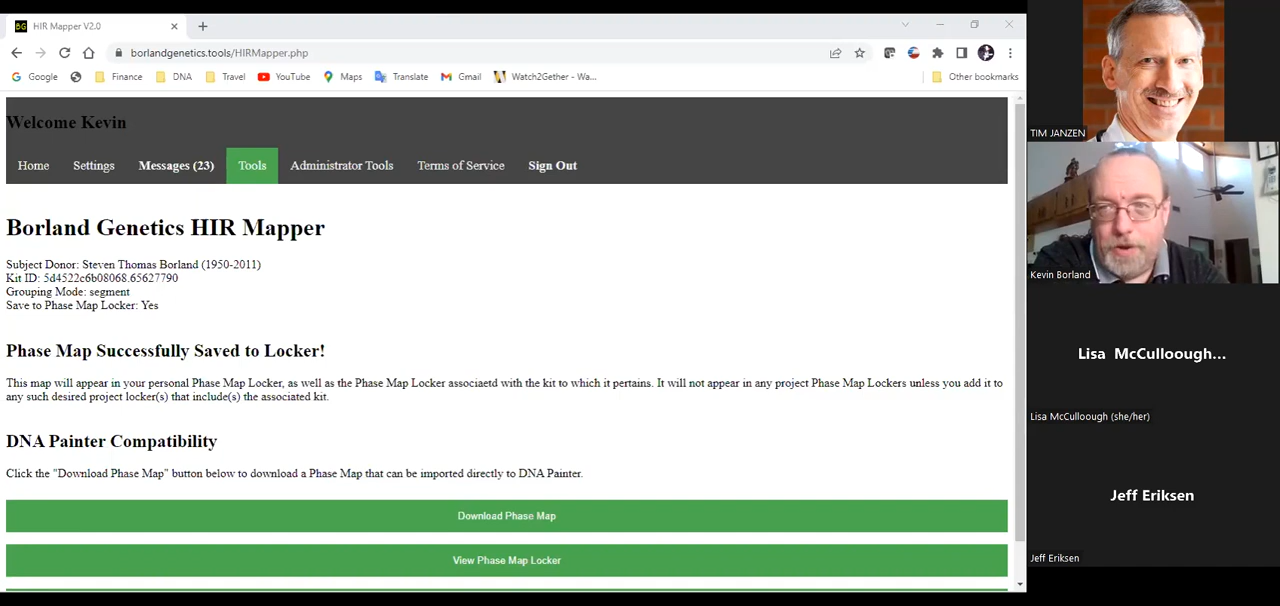 BG HIR Mapper V2.0
borlandgenetics.tools/HIRMapper.php
Google Finance DNA Travel YouTube Maps Translate Gmail Watch2Gether - Wa... Other bookmarks
Welcome Kevin
Home Settings Messages (23) Tools Administrator Tools Terms of Service Sign Out
Borland Genetics HIR Mapper
Subject Donor: Steven Thomas Borland (1950-2011)
Kit ID: 5d4522c6b08068.65627790
Grouping Mode: segment
Save to Phase Map Locker: Yes
Phase Map Successfully Saved to Locker!
This map will appear in your personal Phase Map Locker, as well as the Phase Map Locker associaetd with the kit to which it pertains. It will not appear in any project Phase Map Lockers unless you add it to
any such desired project locker(s) that include(s) the associated kit.
DNA Painter Compatibility
Click the "Download Phase Map" button below to download a Phase Map that can be imported directly to DNA Painter.
Download Phase Map
View Phase Map Locker
TIM JANZEN
Kevin Borland
Lisa McCulloough...
Lisa McCulloough (she/her)
Jeff Eriksen
Jeff Eriksen